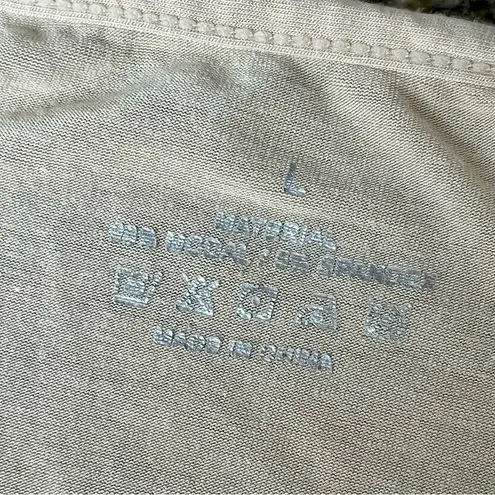 L
MATERIAL
MODAL SPANDEX
MADE IN CHINA